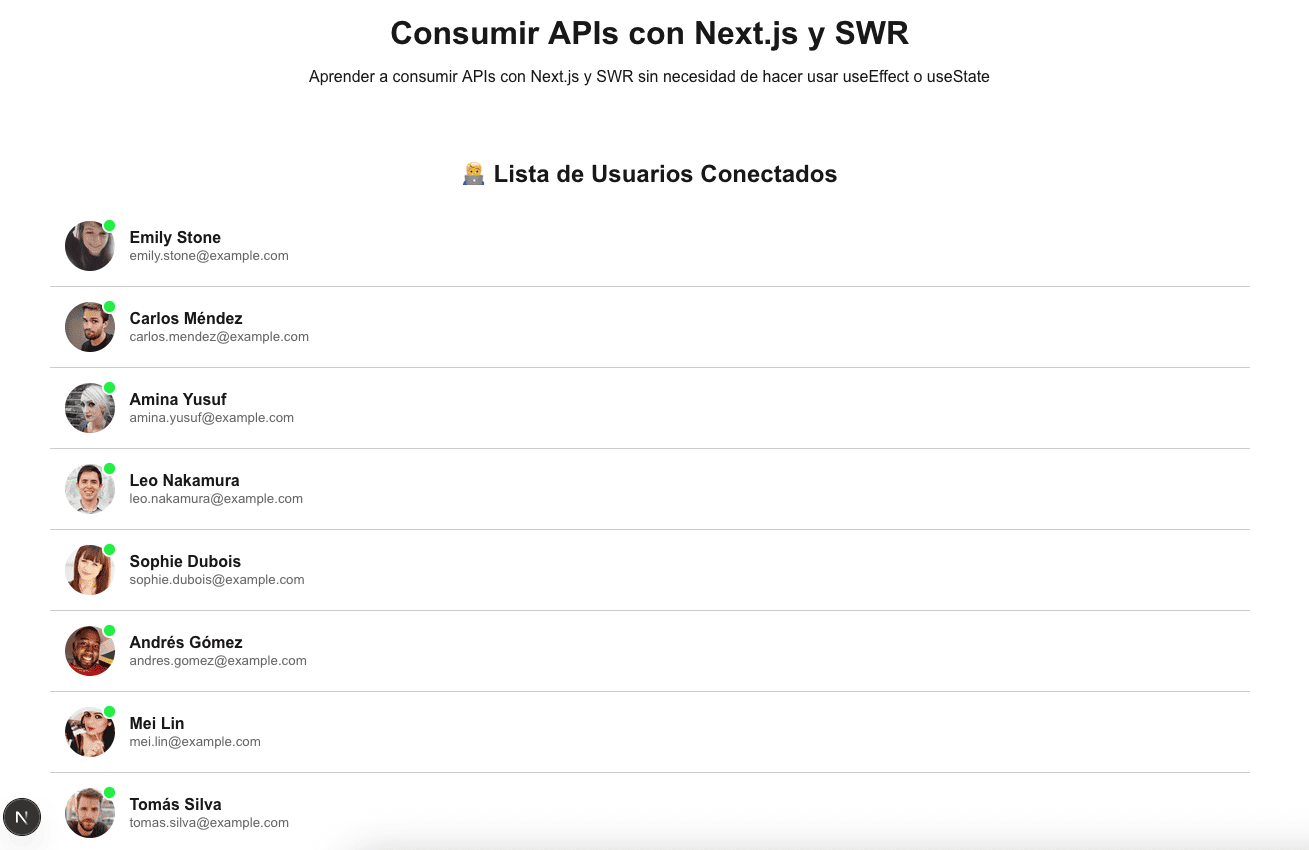 Consumir APIs con Next.js y SWR
Aprender a consumir APIs con Next.js y SWR sin necesidad de hacer usar useEffect o useState
🧑‍💻 Lista de Usuarios Conectados
Emily Stone
emily.stone@example.com
Carlos Méndez
carlos.mendez@example.com
Amina Yusuf
amina.yusuf@example.com
Leo Nakamura
leo.nakamura@example.com
Sophie Dubois
sophie.dubois@example.com
Andrés Gómez
andres.gomez@example.com
Mei Lin
mei.lin@example.com
Tomás Silva
tomas.silva@example.com
N